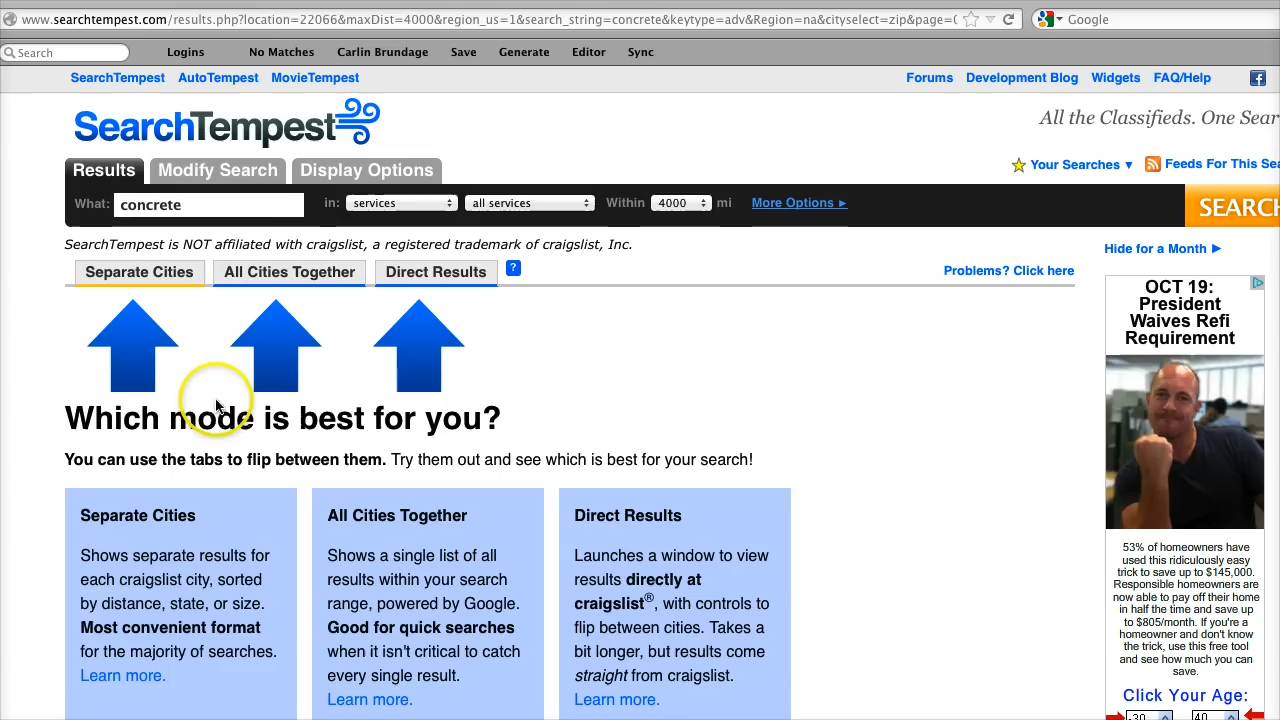 www.searchtempest.com/results.php?location=22066&maxDist=4000&region_us=1&search_string=concrete&keytype=adv&Region=na&cityselect=zip&page=0
Google
Search
Logins
No Matches
Carlin Brundage
Save
Generate
Editor
Sync
SearchTempest AutoTempest MovieTempest
Forums Development Blog Widgets FAQ/Help
SearchTempest
All the Classifieds. One Sear
Results Modify Search Display Options
Your Searches ▼ Feeds For This Sea
What: concrete in: services all services Within 4000 mi More Options ►
SEARCH
SearchTempest is NOT affiliated with craigslist, a registered trademark of craigslist, Inc.
Hide for a Month ►
Separate Cities All Cities Together Direct Results ?
Problems? Click here
Which mode is best for you?
You can use the tabs to flip between them. Try them out and see which is best for your search!
Separate Cities
Shows separate results for
each craigslist city, sorted
by distance, state, or size.
Most convenient format
for the majority of searches.
Learn more.
All Cities Together
Shows a single list of all
results within your search
range, powered by Google.
Good for quick searches
when it isn't critical to catch
every single result.
Learn more.
Direct Results
Launches a window to view
results directly at
craigslist®, with controls to
flip between cities. Takes a
bit longer, but results come
straight from craigslist.
Learn more.
OCT 19:
President
Waives Refi
Requirement
53% of homeowners have
used this ridiculously easy
trick to save up to $145,000.
Responsible homeowners are
now able to pay off their home
in half the time and save up
to $805/month. If you're a
homeowner and don't know
the trick, use this free tool
and see how much you can
save.
Click Your Age:
30 40